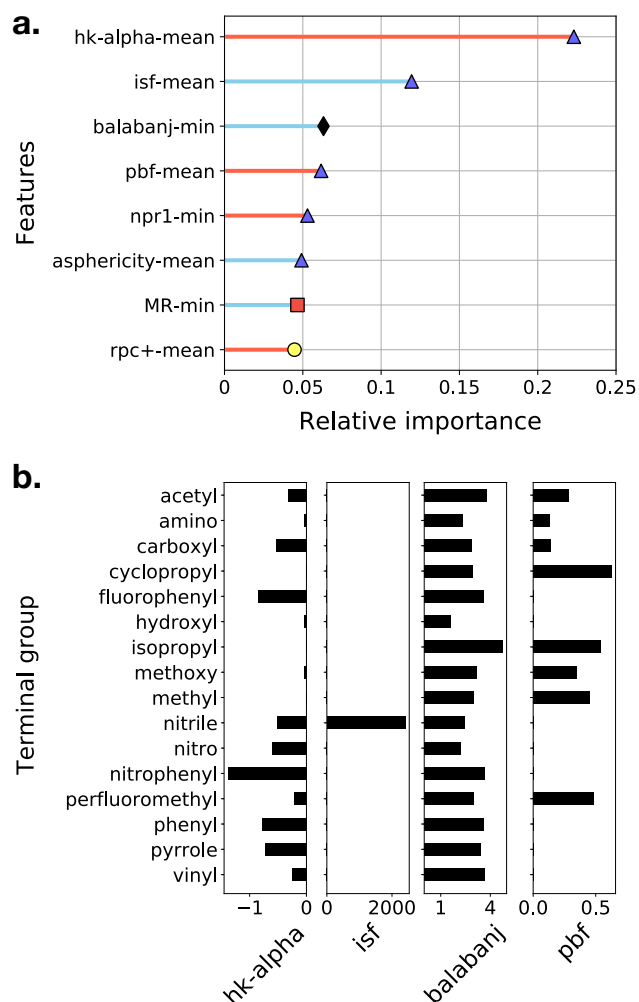 a.
hk-alpha-mean
isf-mean
balabanj-min
pbf-mean
npr1-min
asphericity-mean
MR-min
rpc+-mean
Features
0 0.05 0.1 0.15 0.2 0.25
Relative importance
b.
acetyl
amino
carboxyl
cyclopropyl
fluorophenyl
hydroxyl
isopropyl
methoxy
methyl
nitrile
nitro
nitrophenyl
perfluoromethyl
phenyl
pyrrole
vinyl
Terminal group
−1 0 0 2000 1 4 0.0 0.5
hk-alpha isf balabanj pbf